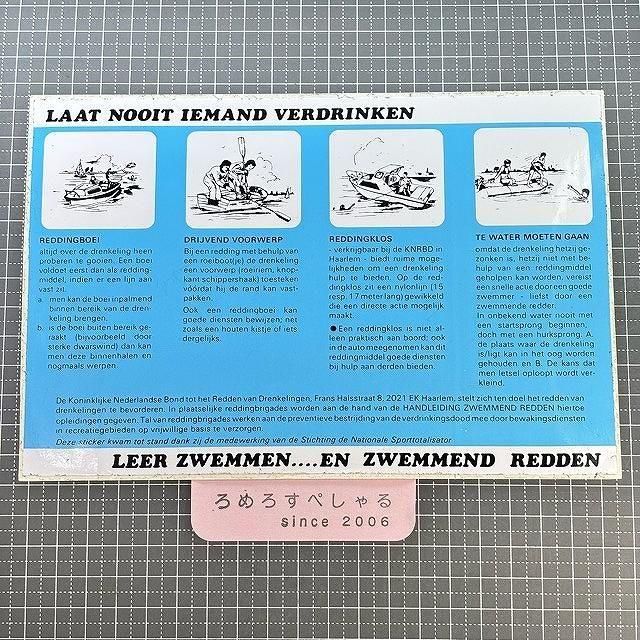 LAAT NOOIT IEMAND VERDRINKEN
REDDINGBOEI
altijd over de drenkeling heen
proberen te gooien. Een boei
voldoet eerst dan als redding-
middel, indien er een lijn aan
vast zit.
a. men kan de boei inpalmend
binnen bereik van de dren-
keling brengen.
b. is de boei buiten bereik ge-
raakt (bijvoorbeeld door
sterke dwarswind) dan kan
men deze binnenhalen en
nogmaals werpen.
DRIJVEND VOORWERP
Bij een redding met behulp van
een roeiboot(je) de drenkeling
een voorwerp (roeiriem, knop-
kant schippershaak) toesteken
vóórdat hij de rand kan vast-
pakken.
Ook een reddingboei kan
goede diensten bewijzen; net
zoals een houten kistje of iets
dergelijks.
REDDINGKLOS
- verkrijgbaar bij de KNRBD in
Haarlem - biedt ruime moge-
lijkheden om een drenkeling
hulp te bieden. Op de red-
dingklos zit een nylonlijn (15
resp. 17 meter lang) gewikkeld
die een directe actie mogelijk
maakt.
● Een reddingklos is niet al-
leen praktisch aan boord; ook
in de auto meegenomen kan dit
reddingmiddel goede diensten
bij hulp aan derden bieden.
TE WATER MOETEN GAAN
omdat de drenkeling hetzij ge-
zonken is, hetzij niet met be-
hulp van een reddingmiddel
geholpen kan worden, vereist
een snelle actie door een goede
zwemmer - liefst door een
zwemmende redder.
In onbekend water nooit met
een startsprong beginnen,
doch met een hurksprong. A.
de plaats waar de drenkeling
is/ligt kan in het oog worden
gehouden en B. De kans dat
men letsel oploopt wordt ver-
kleind.
De Koninklijke Nederlandse Bond tot het Redden van Drenkelingen, Frans Halsstraat 8, 2021 EK Haarlem, stelt zich ten doel het redden van
drenkelingen te bevorderen. In plaatselijke reddingbrigades worden aan de hand van de HANDLEIDING ZWEMMEND REDDEN hiertoe
opleidingen gegeven. Tal van reddingbrigades werken aan de preventieve bestrijding van de verdrinkingsdood mee door bewakingsdiensten
in recreatiegebieden op vrijwillige basis te verzorgen.
Deze sticker kwam tot stand dank zij de medewerking van de Stichting de Nationale Sporttotalisator
LEER ZWEMMEN....EN ZWEMMEND REDDEN
ろめろすぺしゃる
since 2006